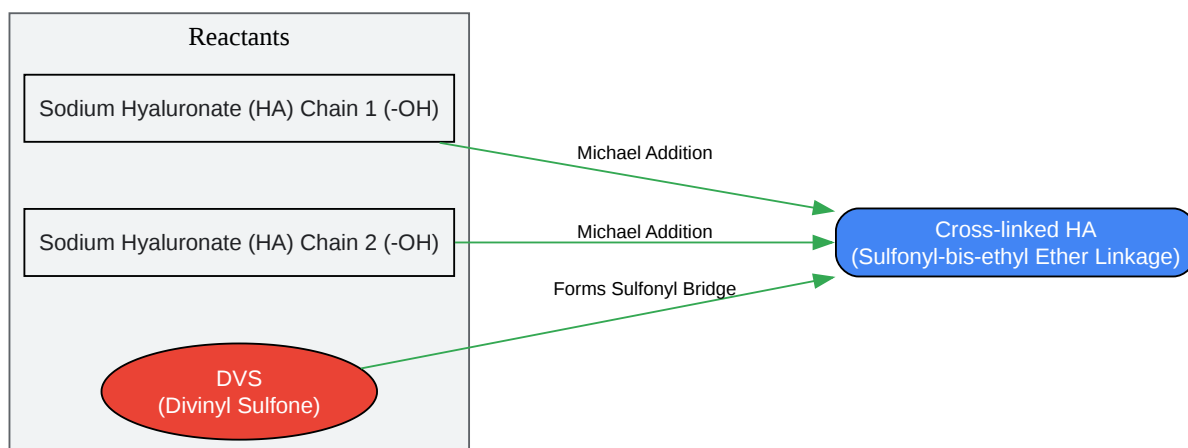 Reactants
Sodium Hyaluronate (HA) Chain 1 (-OH)
Michael Addition
Sodium Hyaluronate (HA) Chain 2 (-OH)
Michael Addition
Cross-linked HA
(Sulfonyl-bis-ethyl Ether Linkage)
Forms Sulfonyl Bridge
DVS
(Divinyl Sulfone)